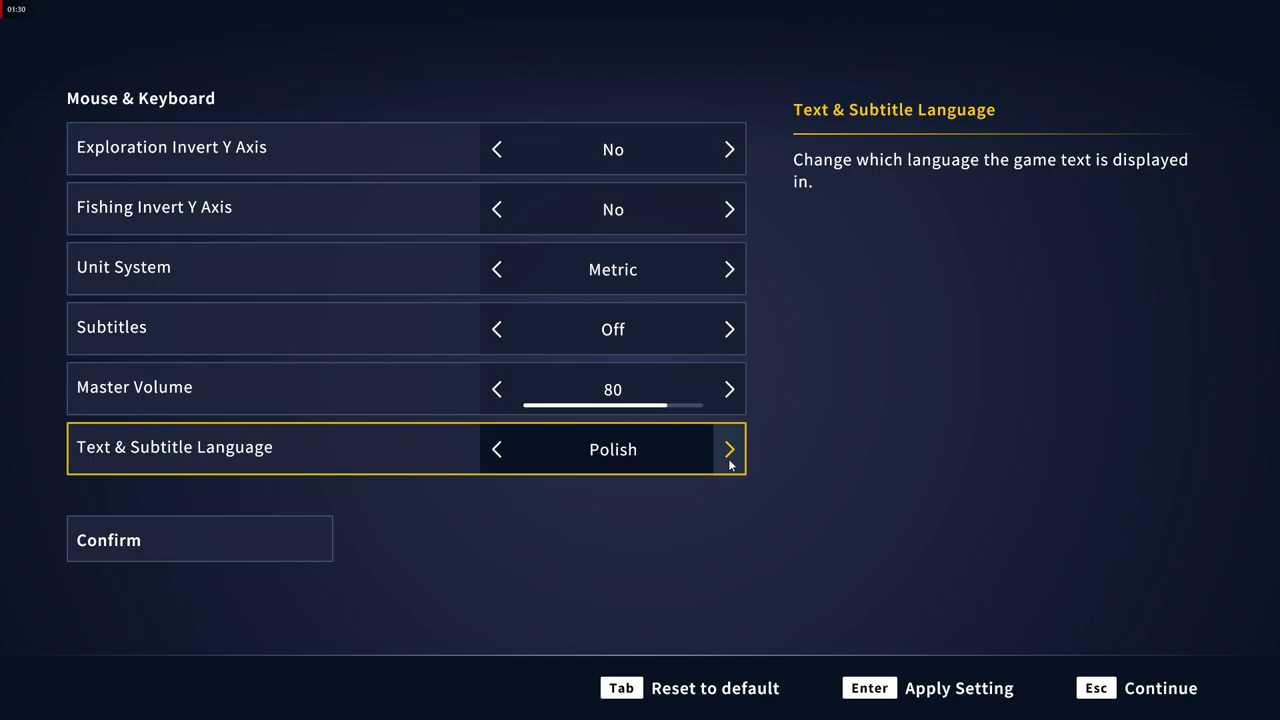 01:30
Mouse & Keyboard
Exploration Invert Y Axis
No
Fishing Invert Y Axis
No
Unit System
Metric
Subtitles
Off
Master Volume
80
Text & Subtitle Language
Polish
Confirm
Text & Subtitle Language
Change which language the game text is displayed
in.
Tab Reset to default
Enter Apply Setting
Esc Continue